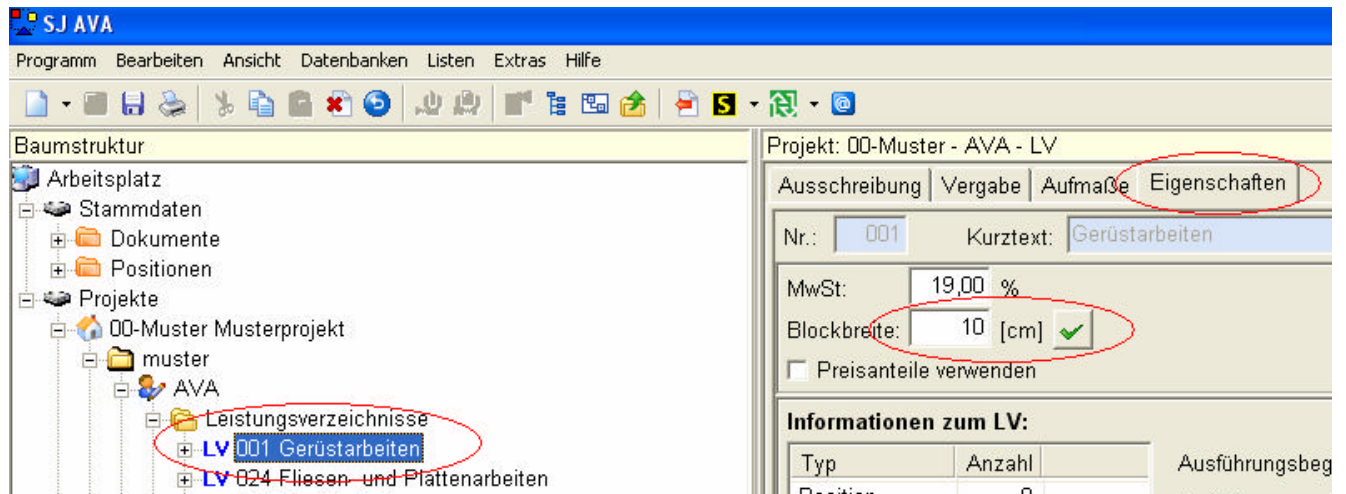 SJ AVA
Programm Bearbeiten Ansicht Datenbanken Listen Extras Hilfe
S @
Baumstruktur
Arbeitsplatz
Stammdaten
Dokumente
Positionen
Projekte
00-Muster Musterprojekt
muster
AVA
Leistungsverzeichnisse
LV 001 Gerüstarbeiten
LV 024 Fliesen- und Plattenarbeiten
Projekt: 00-Muster - AVA - LV
Ausschreibung Vergabe Aufmaße Eigenschaften
Nr.: 001 Kurztext: Gerüstarbeiten
MwSt: 19,00 %
Blockbreite: 10 [cm]
Preisanteile verwenden
Informationen zum LV:
Typ Anzahl Ausführungsbeg
Position